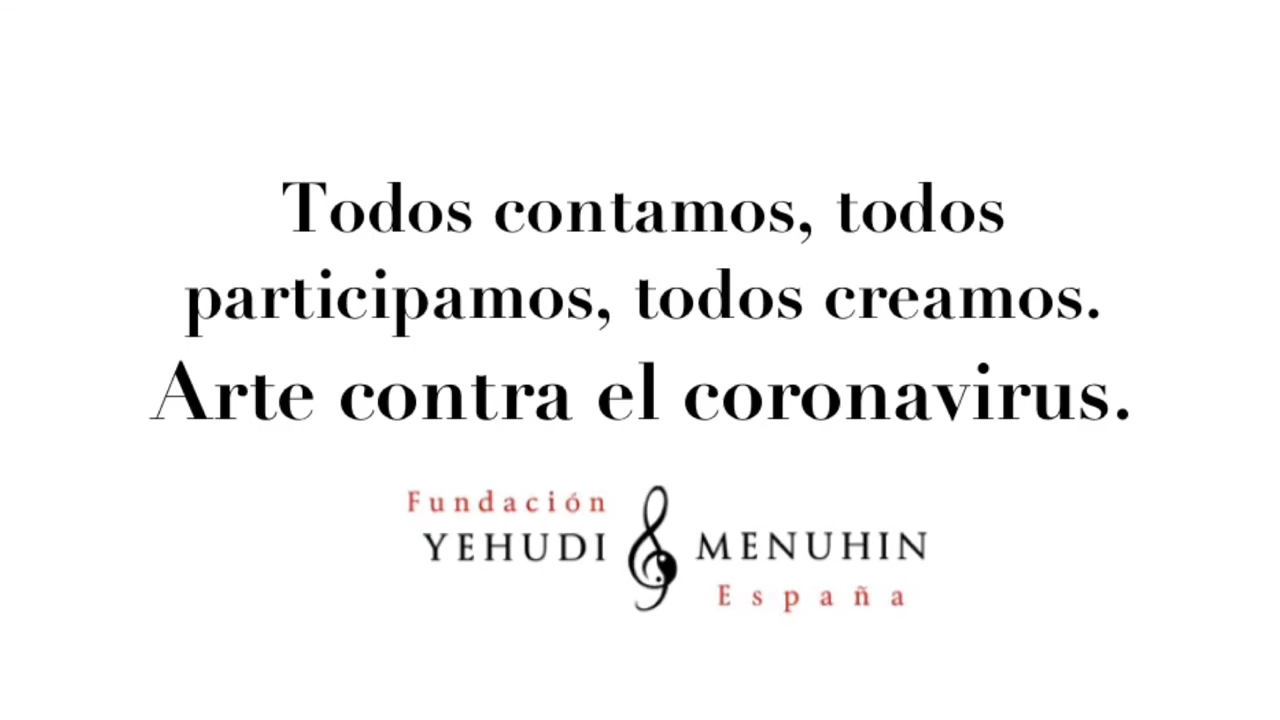 Todos contamos, todos
participamos, todos creamos.
Arte contra el coronavirus.
Fundación
YEHUDI MENUHIN
España